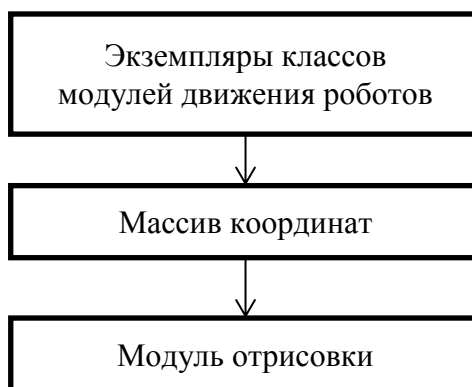 Экземпляры классов
модулей движения роботов
Массив координат
Модуль отрисовки